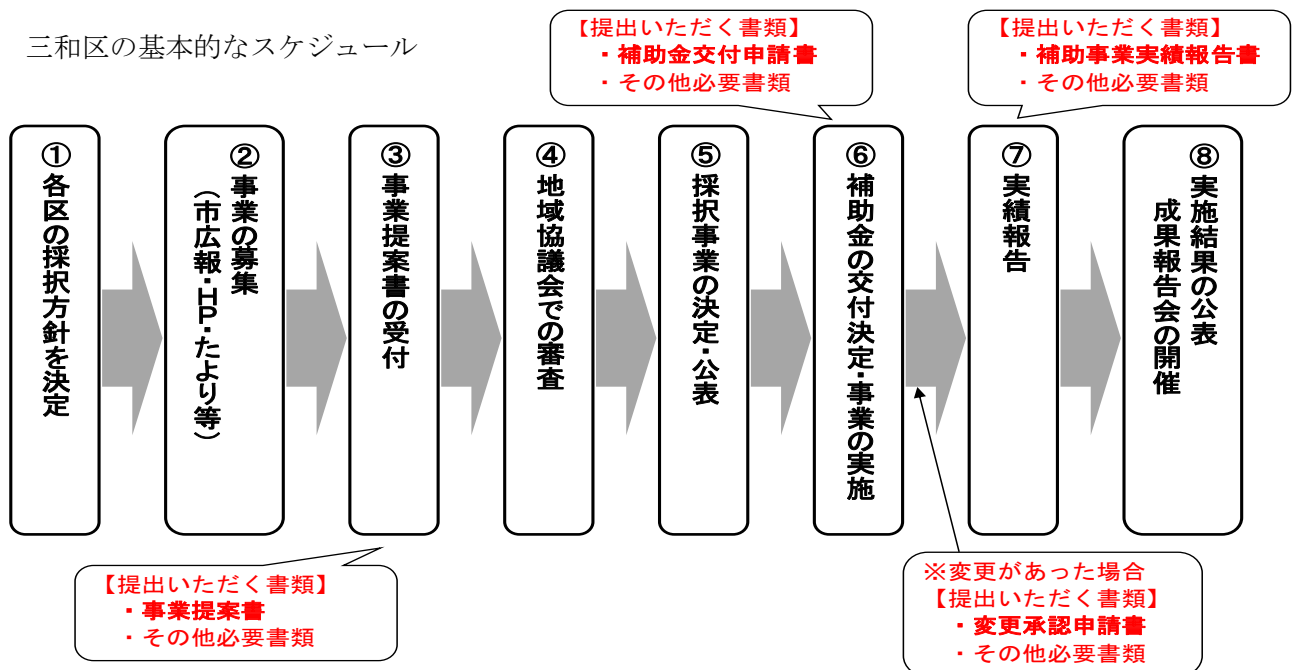 三和区の基本的なスケジュール
【提出いただく書類】
・補助金交付申請書
・その他必要書類
【提出いただく書類】
・補助事業実績報告書
・その他必要書類
①各区の採択方針を決定
②事業の募集
（市広報・HP・たより等）
③事業提案書の受付
④地域協議会での審査
⑤採択事業の決定・公表
⑥補助金の交付決定・事業の実施
⑦実績報告
⑧実施結果の公表
成果報告会の開催
【提出いただく書類】
・事業提案書
・その他必要書類
※変更があった場合
【提出いただく書類】
・変更承認申請書
・その他必要書類